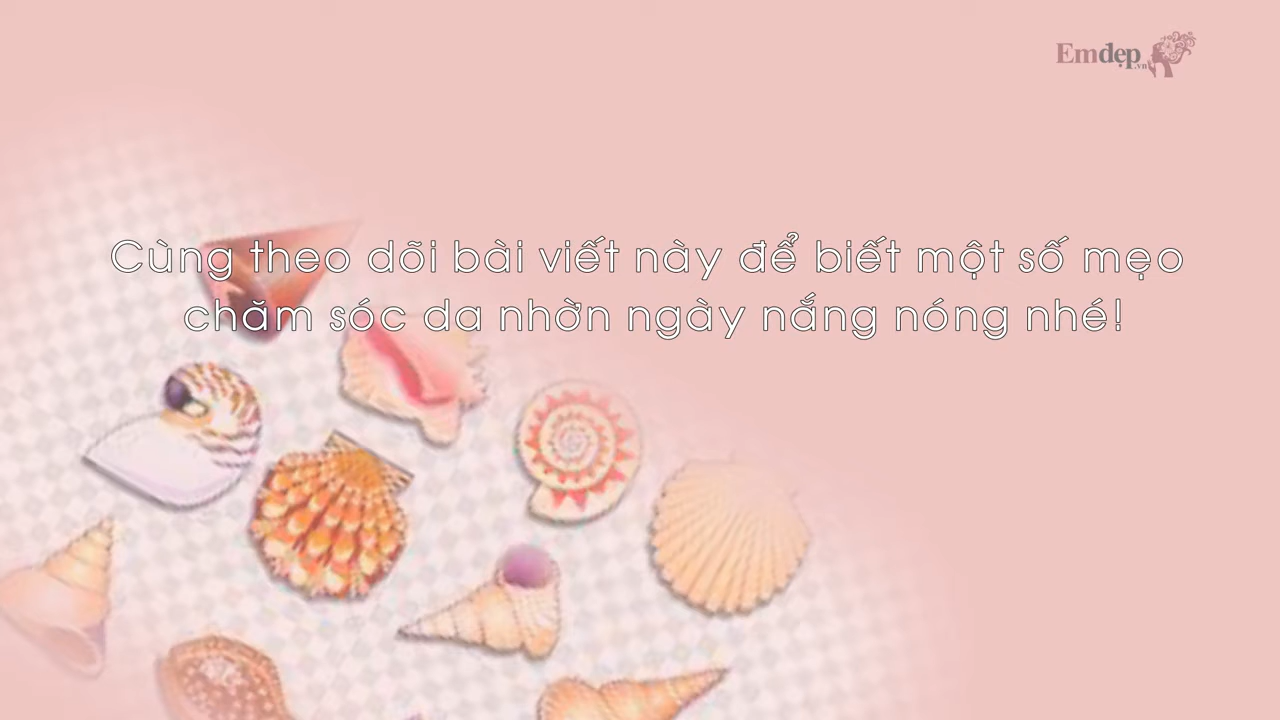 Emdẹp.vn
Cùng theo dõi bài viết này để biết một số mẹo
chăm sóc da nhờn ngày nắng nóng nhé!